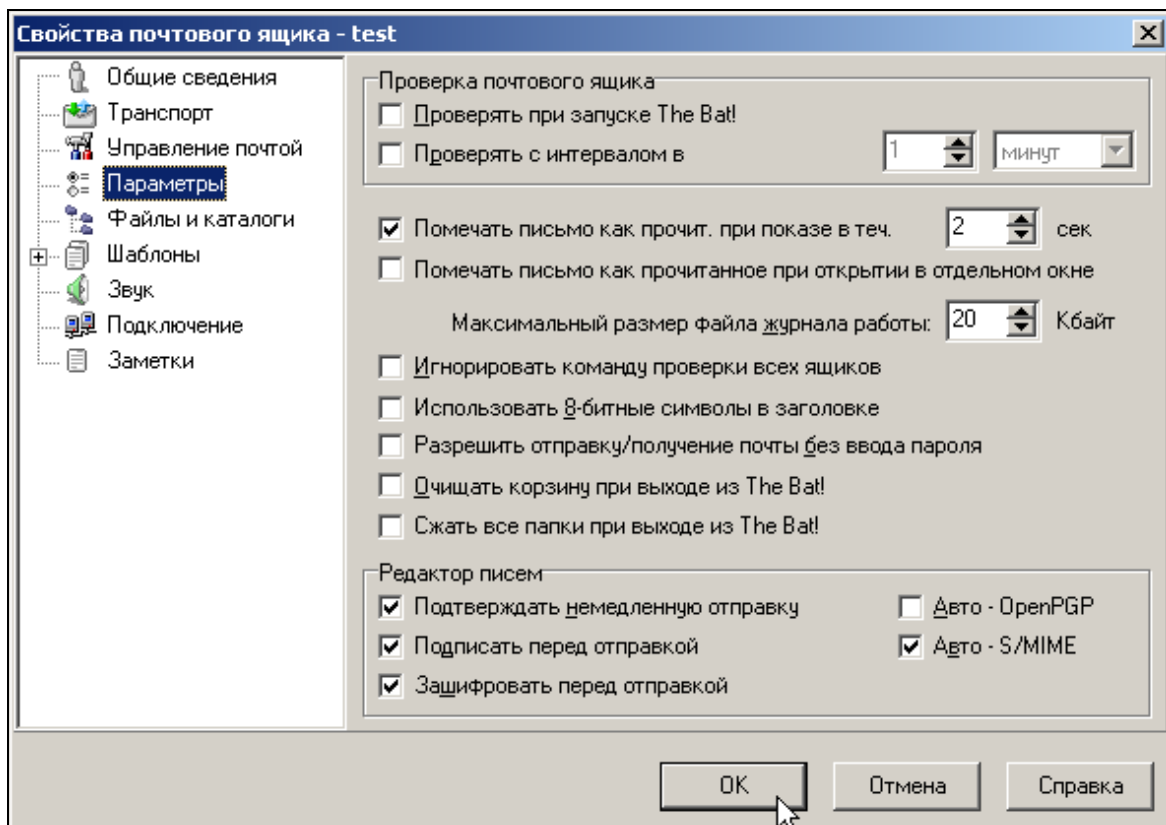 Свойства почтового ящика - test
Общие сведения
Транспорт
Управление почтой
Параметры
Файлы и каталоги
Шаблоны
Звук
Подключение
Заметки
Проверка почтового ящика
Проверять при запуске The Bat!
Проверять с интервалом в 1 минут
Помечать письмо как прочит. при показе в теч. 2 сек
Помечать письмо как прочитанное при открытии в отдельном окне
Максимальный размер файла журнала работы: 20 Кбайт
Игнорировать команду проверки всех ящиков
Использовать 8-битные символы в заголовке
Разрешить отправку/получение почты без ввода пароля
Очищать корзину при выходе из The Bat!
Сжать все папки при выходе из The Bat!
Редактор писем
Подтверждать немедленную отправку
Авто - OpenPGP
Подписать перед отправкой
Авто - S/MIME
Зашифровать перед отправкой
OK
Отмена
Справка